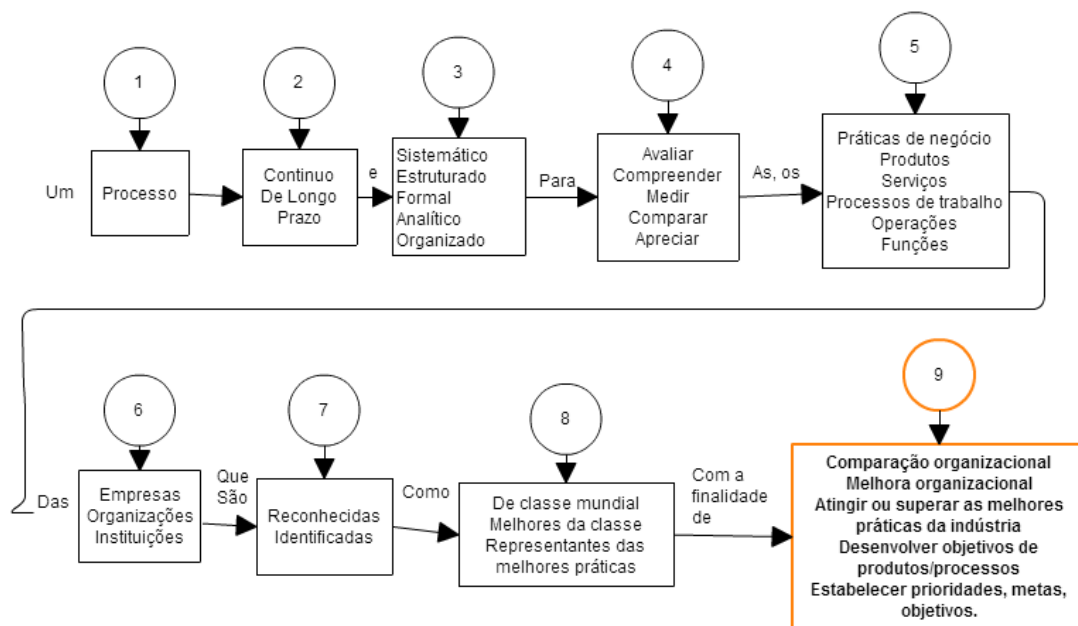 1
2
3
4
5
Um
Processo
Continuo
De Longo
Prazo
e
Sistemático
Estruturado
Formal
Analítico
Organizado
Para
Avaliar
Compreender
Medir
Comparar
Apreciar
As, os
Práticas de negócio
Produtos
Serviços
Processos de trabalho
Operações
Funções
6
7
8
9
Das
Empresas
Organizações
Instituições
Que
São
Reconhecidas
Identificadas
Como
De classe mundial
Melhores da classe
Representantes das
melhores práticas
Com a
finalidade
de
Comparação organizacional
Melhora organizacional
Atingir ou superar as melhores
práticas da indústria
Desenvolver objetivos de
produtos/processos
Estabelecer prioridades, metas,
objetivos.